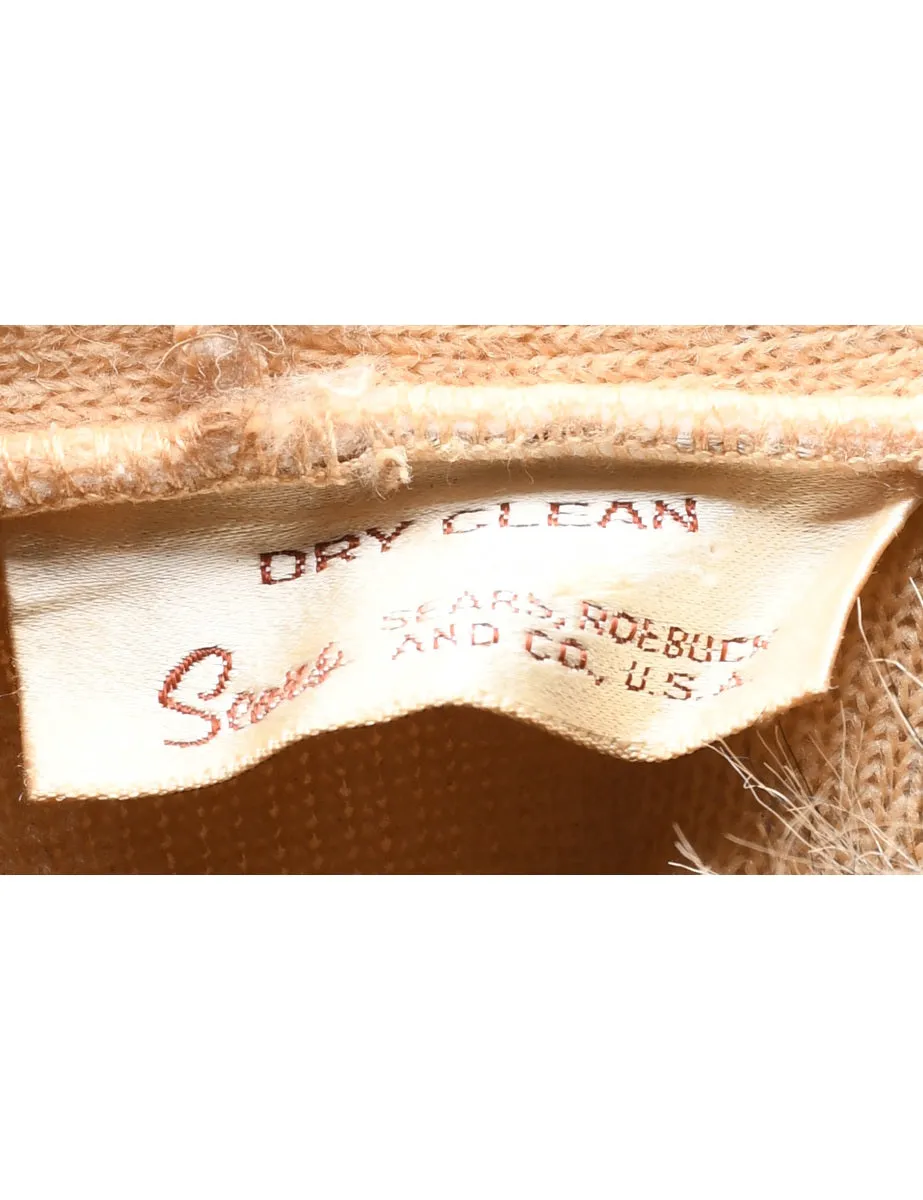 DRY CLEAN
Sears
SEARS, ROEBUCK
AND CO., U.S.A.